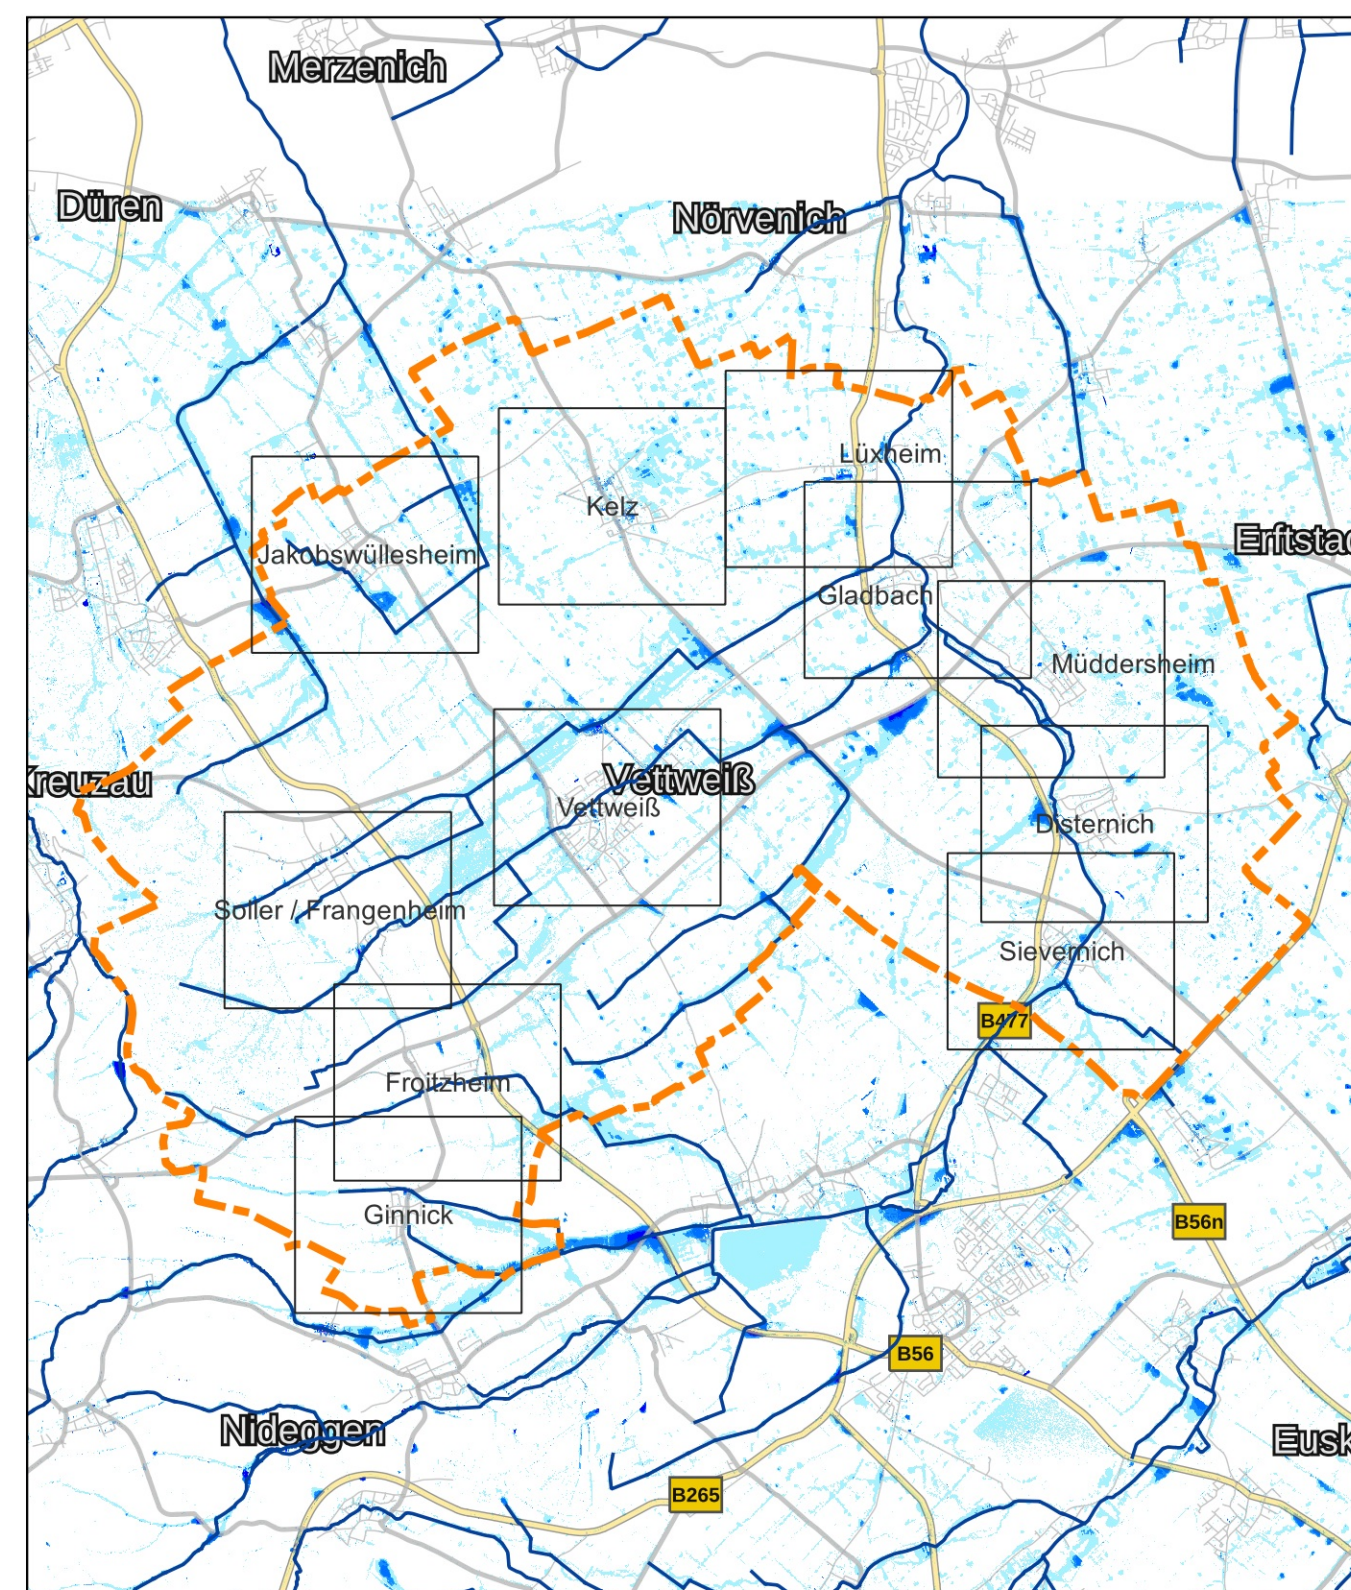 Merzenich
Düren
Nörvenich
Lüxheim
Kelz
Erftstad
Jakobswüllesheim
Gladbach
Müddersheim
Kreuzau
Vettweiß
Vettweiß
Disternich
Soller / Frangenheim
Sievernich
B477
Froitzheim
Ginnick
B56n
B56
Nideggen
Eusk
B265